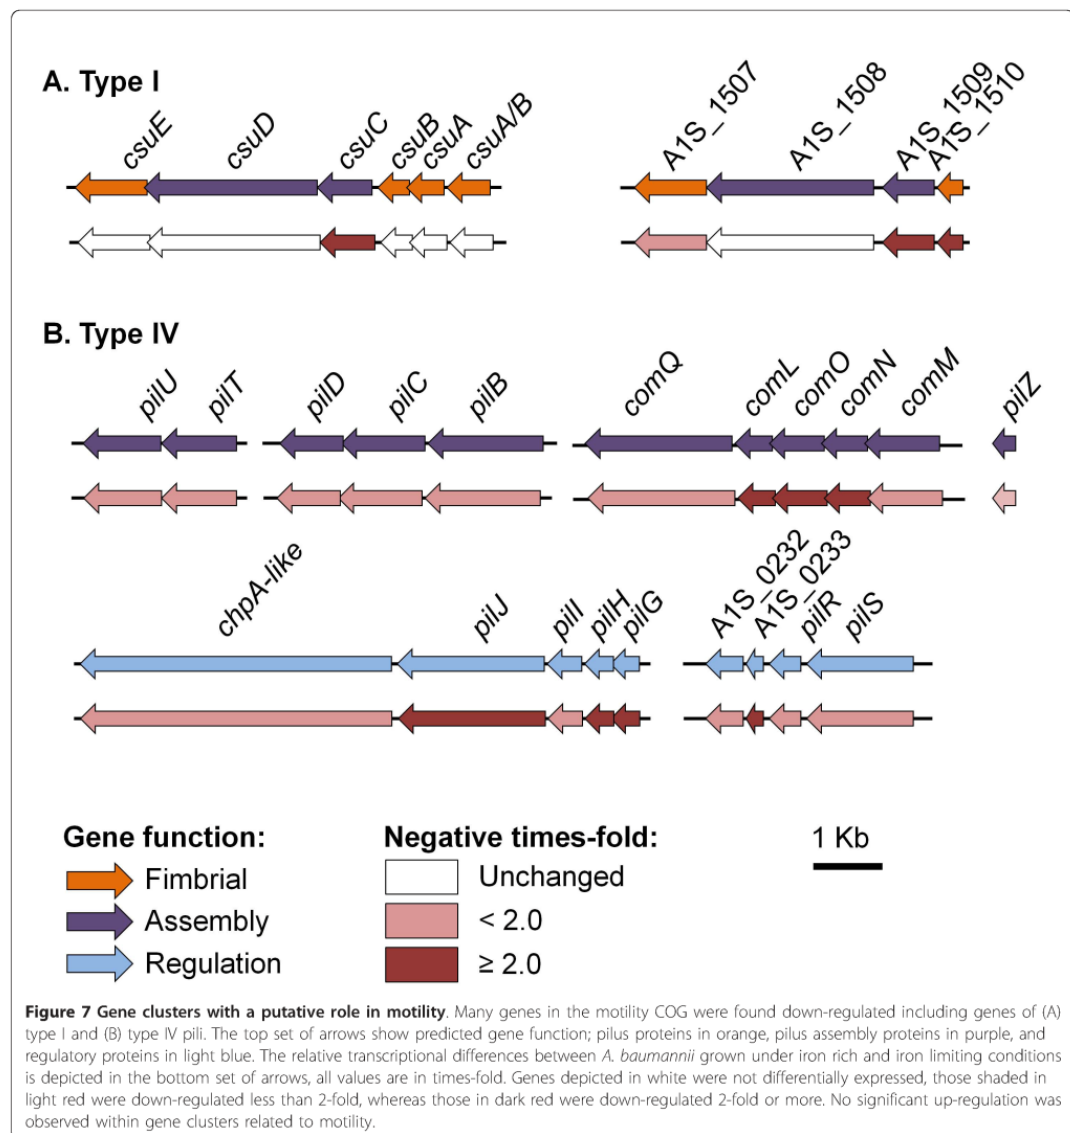 A. Type I
csuE csuD csuC csuB csuA csuA/B A1S_1507 A1S_1508 A1S_1509 A1S_1510
B. Type IV
pilU pilT pilD pilC pilB comQ comL comO comN comM pilZ
chpA-like pilJ pilI pilH pilG A1S_0232 A1S_0233 pilR pilS
Gene function:
Fimbrial
Assembly
Regulation
Negative times-fold:
Unchanged
< 2.0
≥ 2.0
1 Kb
Figure 7 Gene clusters with a putative role in motility. Many genes in the motility COG were found down-regulated including genes of (A)
type I and (B) type IV pili. The top set of arrows show predicted gene function; pilus proteins in orange, pilus assembly proteins in purple, and
regulatory proteins in light blue. The relative transcriptional differences between A. baumannii grown under iron rich and iron limiting conditions
is depicted in the bottom set of arrows, all values are in times-fold. Genes depicted in white were not differentially expressed, those shaded in
light red were down-regulated less than 2-fold, whereas those in dark red were down-regulated 2-fold or more. No significant up-regulation was
observed within gene clusters related to motility.